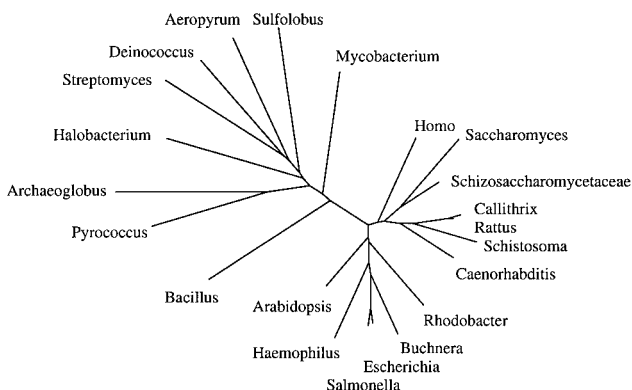 Aeropyrum Sulfolobus
Deinococcus
Mycobacterium
Streptomyces
Homo
Halobacterium
Saccharomyces
Schizosaccharomycetaceae
Archaeoglobus
Callithrix
Rattus
Pyrococcus
Schistosoma
Caenorhabditis
Bacillus
Arabidopsis
Rhodobacter
Haemophilus
Buchnera
Escherichia
Salmonella